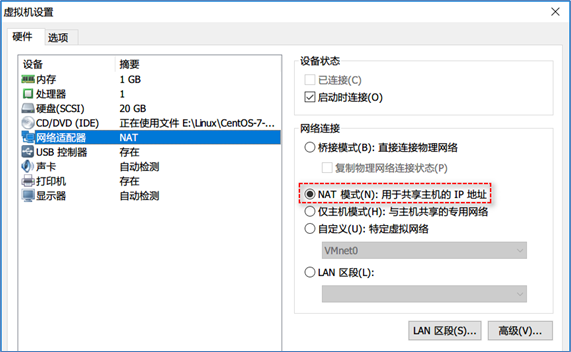 虚拟机设置
硬件 选项
设备 摘要
内存 1 GB
处理器 1
硬盘(SCSI) 20 GB
CD/DVD (IDE) 正在使用文件 E:\Linux\CentOS-7-...
网络适配器 NAT
USB 控制器 存在
声卡 自动检测
打印机 存在
显示器 自动检测
设备状态
已连接(C)
启动时连接(O)
网络连接
桥接模式(B): 直接连接物理网络
复制物理网络连接状态(P)
NAT 模式(N): 用于共享主机的 IP 地址
仅主机模式(H): 与主机共享的专用网络
自定义(U): 特定虚拟网络
VMnet0
LAN 区段(L):
LAN 区段(S)... 高级(V)...